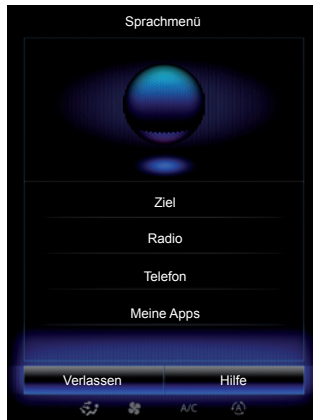 Sprachmenü
Ziel
Radio
Telefon
Meine Apps
Verlassen Hilfe
A/C A